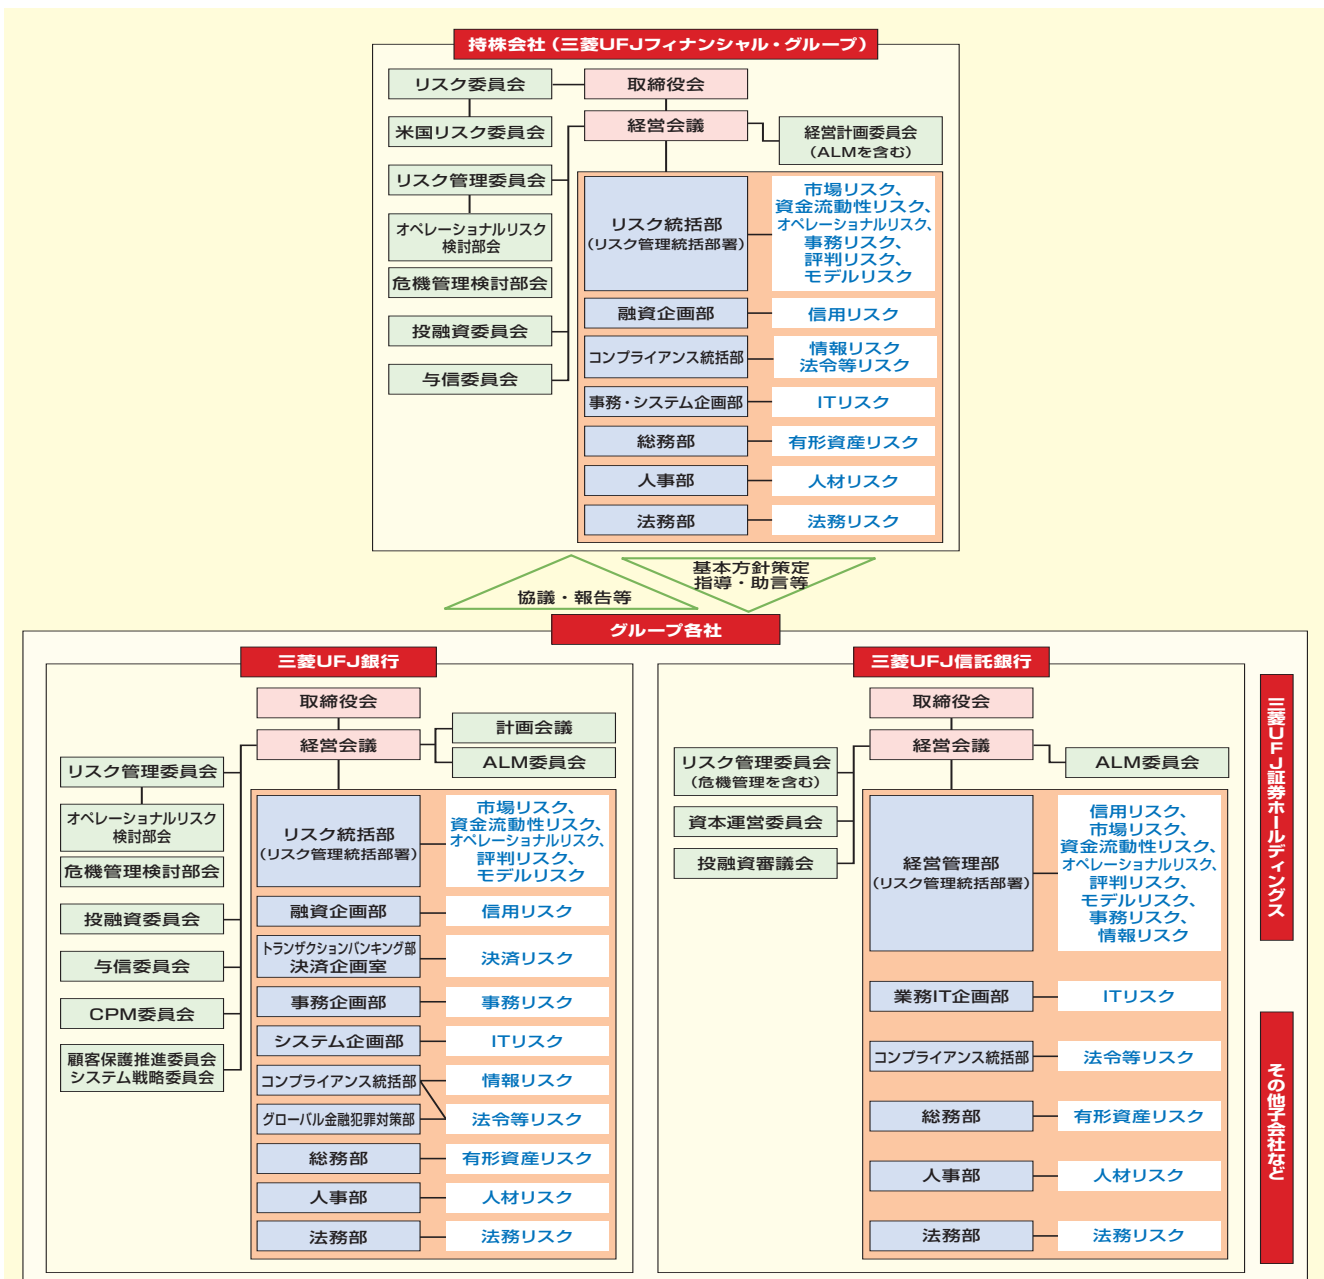 持株会社（三菱UFJフィナンシャル・グループ）
リスク委員会
取締役会
米国リスク委員会
経営会議
経営計画委員会
（ALMを含む）
リスク管理委員会
オペレーショナルリスク
検討部会
危機管理検討部会
投融資委員会
与信委員会
リスク統括部
（リスク管理統括部署）
市場リスク、
資金流動性リスク、
オペレーショナルリスク、
事務リスク、
評判リスク、
モデルリスク
融資企画部
信用リスク
コンプライアンス統括部
情報リスク
法令等リスク
事務・システム企画部
ITリスク
総務部
有形資産リスク
人事部
人材リスク
法務部
法務リスク
協議・報告等
基本方針策定
指導・助言等
グループ各社
三菱UFJ銀行
取締役会
経営会議
計画会議
ALM委員会
リスク管理委員会
オペレーショナルリスク
検討部会
危機管理検討部会
投融資委員会
与信委員会
CPM委員会
顧客保護推進委員会
システム戦略委員会
リスク統括部
（リスク管理統括部署）
市場リスク、
資金流動性リスク、
オペレーショナルリスク、
評判リスク、
モデルリスク
融資企画部
信用リスク
トランザクションバンキング部
決済企画室
決済リスク
事務企画部
事務リスク
システム企画部
ITリスク
コンプライアンス統括部
情報リスク
グローバル金融犯罪対策部
法令等リスク
総務部
有形資産リスク
人事部
人材リスク
法務部
法務リスク
三菱UFJ信託銀行
取締役会
経営会議
ALM委員会
リスク管理委員会
（危機管理を含む）
資本運営委員会
投融資審議会
経営管理部
（リスク管理統括部署）
信用リスク、
市場リスク、
資金流動性リスク、
オペレーショナルリスク、
評判リスク、
モデルリスク、
事務リスク、
情報リスク
業務IT企画部
ITリスク
コンプライアンス統括部
法令等リスク
総務部
有形資産リスク
人事部
人材リスク
法務部
法務リスク
三菱UFJ証券ホールディングス
その他子会社など